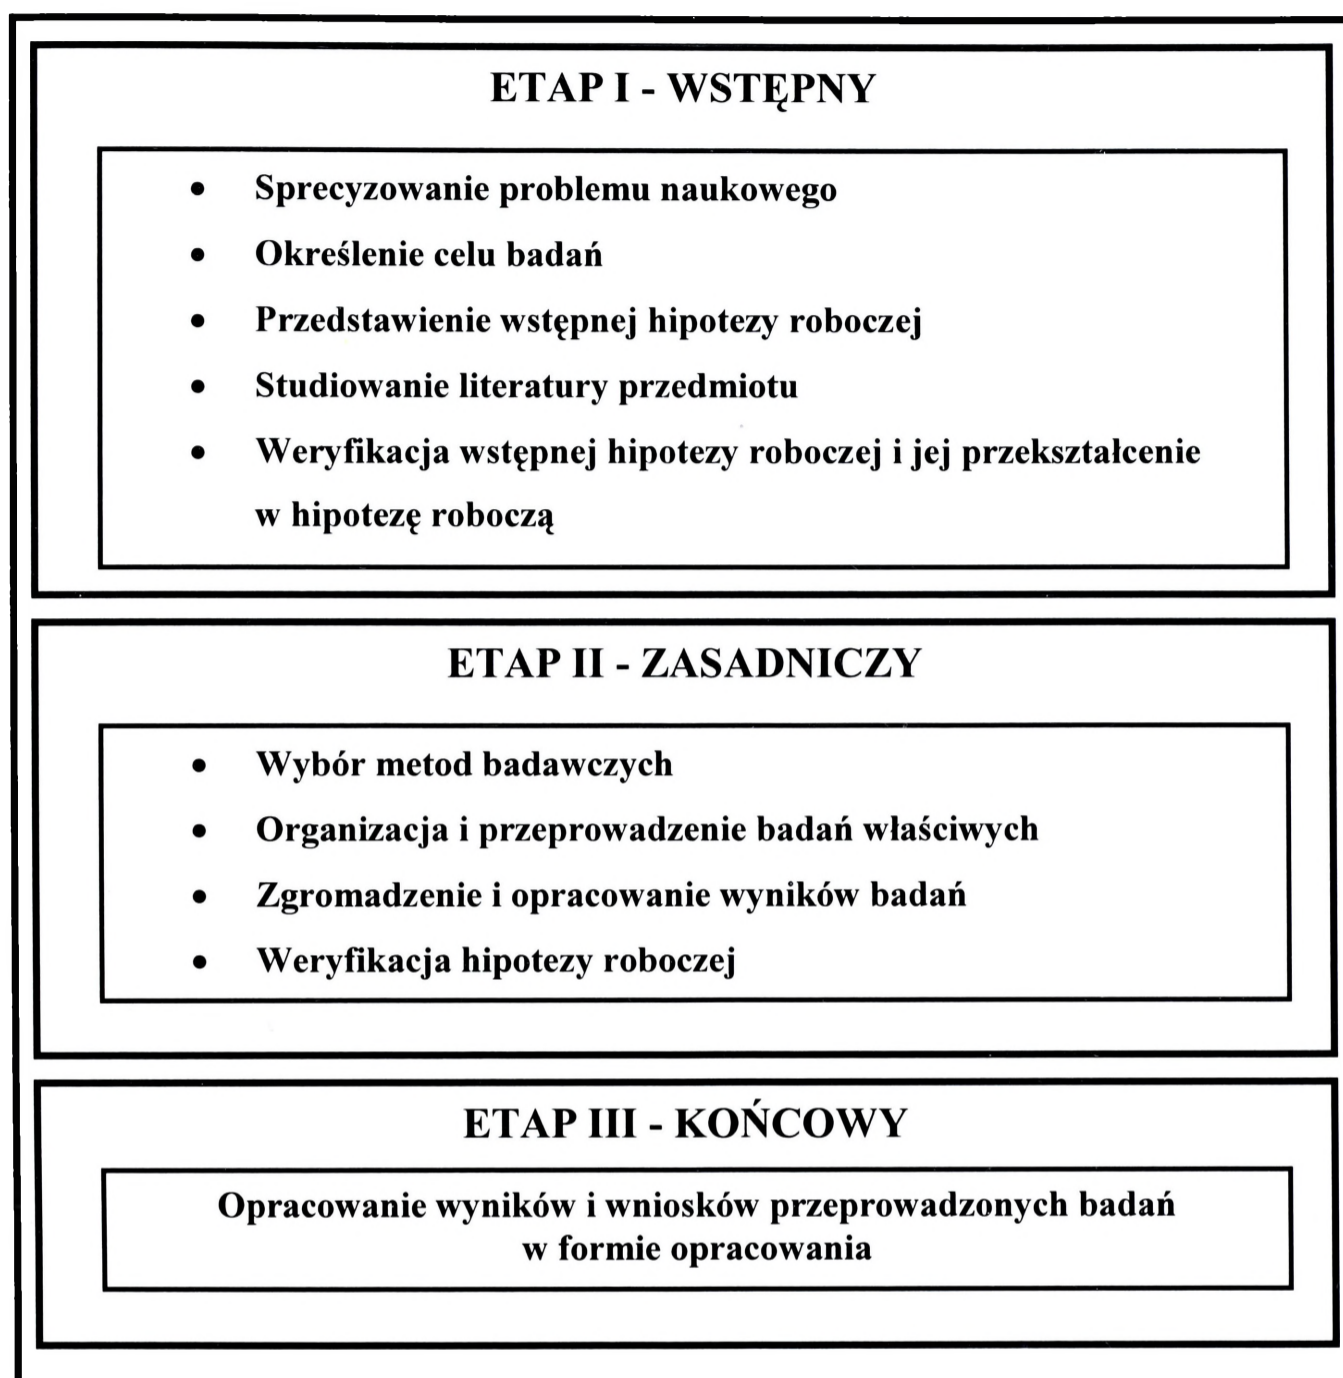 ETAP I - WSTĘPNY
• Sprecyzowanie problemu naukowego
• Określenie celu badań
• Przedstawienie wstępnej hipotezy roboczej
• Studiowanie literatury przedmiotu
• Weryfikacja wstępnej hipotezy roboczej i jej przekształcenie
w hipotezę roboczą
ETAP II - ZASADNICZY
• Wybór metod badawczych
• Organizacja i przeprowadzenie badań właściwych
• Zgromadzenie i opracowanie wyników badań
• Weryfikacja hipotezy roboczej
ETAP III - KOŃCOWY
Opracowanie wyników i wniosków przeprowadzonych badań
w formie opracowania